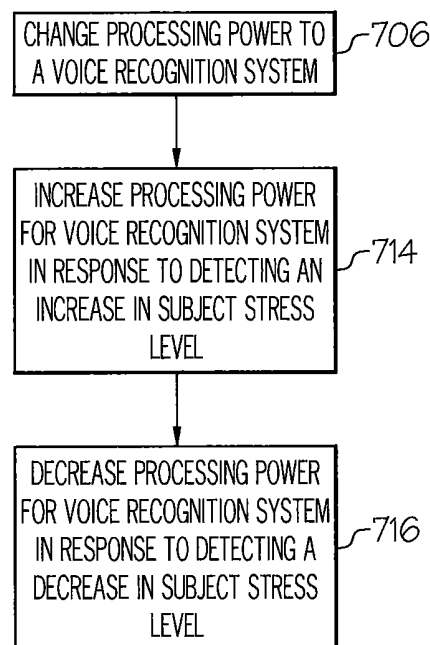 CHANGE PROCESSING POWER TO
A VOICE RECOGNITION SYSTEM
706
INCREASE PROCESSING POWER
FOR VOICE RECOGNITION SYSTEM
IN RESPONSE TO DETECTING AN
INCREASE IN SUBJECT STRESS
LEVEL
714
DECREASE PROCESSING POWER
FOR VOICE RECOGNITION SYSTEM
IN RESPONSE TO DETECTING A
DECREASE IN SUBJECT STRESS
LEVEL
716